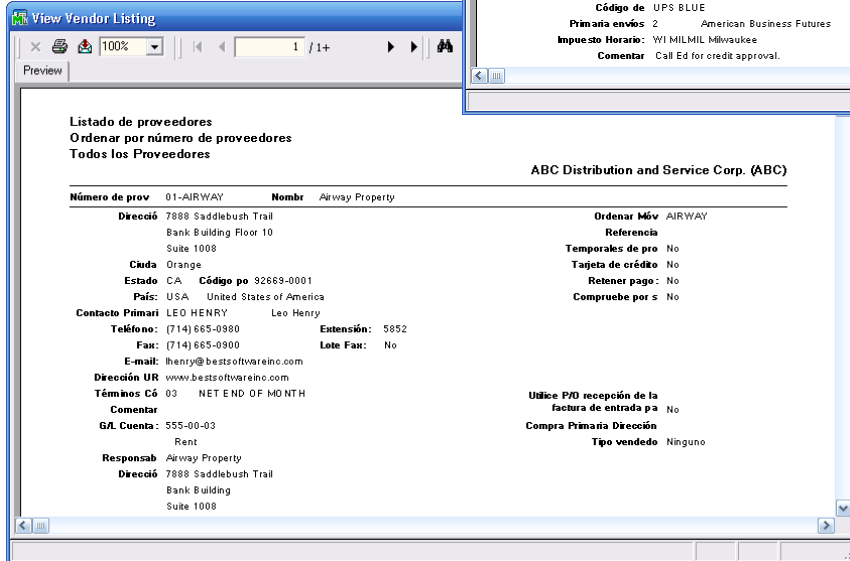 View Vendor Listing
100%
1 / 1+
Preview
Código de UPS BLUE
Primaria envíos 2 American Business Futures
Impuesto Horario: WI MILMIL Milwaukee
Comentar Call Ed for credit approval.
Listado de proveedores
Ordenar por número de proveedores
Todos los Proveedores
ABC Distribution and Service Corp. (ABC)
Número de prov 01-AIRWAY Nombr Airway Property
Direcció 7888 Saddlebush Trail Ordenar Móv AIRWAY
Bank Building Floor 10 Referencia
Suite 1008 Temporales de pro No
Ciuda Orange Tarjeta de crédito No
Estado CA Código po 92669-0001 Retener pago: No
País: USA United States of America Compruebe por s No
Contacto Primari LEO HENRY Leo Henry
Teléfono: (714) 665-0980 Extensión: 5852
Fax: (714) 665-0900 Lote Fax: No
E-mail: lhenry@bestsoftwareinc.com
Dirección UR www.bestsoftwareinc.com
Términos Có 03 NET END OF MONTH Utilice P/O recepción de la
Comentar factura de entrada pa No
G/L Cuenta: 555-00-03 Compra Primaria Dirección
Rent Tipo vendedo Ninguno
Responsab Airway Property
Direcció 7888 Saddlebush Trail
Bank Building
Suite 1008